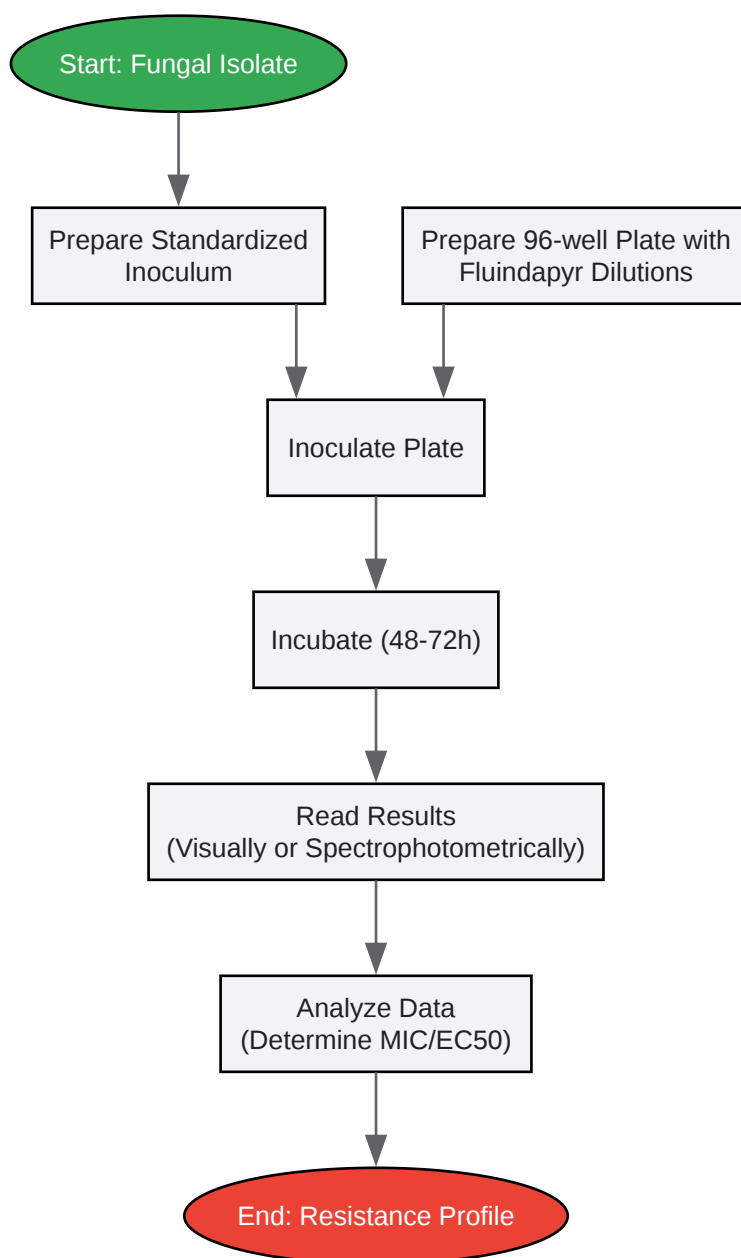 Start: Fungal Isolate
Prepare Standardized
Inoculum
Prepare 96-well Plate with
Fluindapyr Dilutions
Inoculate Plate
Incubate (48-72h)
Read Results
(Visually or Spectrophotometrically)
Analyze Data
(Determine MIC/EC50)
End: Resistance Profile